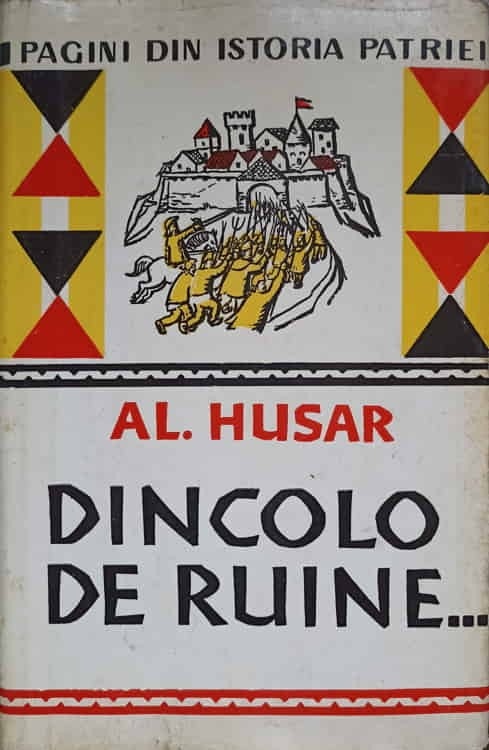 PAGINI DIN ISTORIA PATRIEI
AL. HUSAR
DINCOLO
DE RUINE...